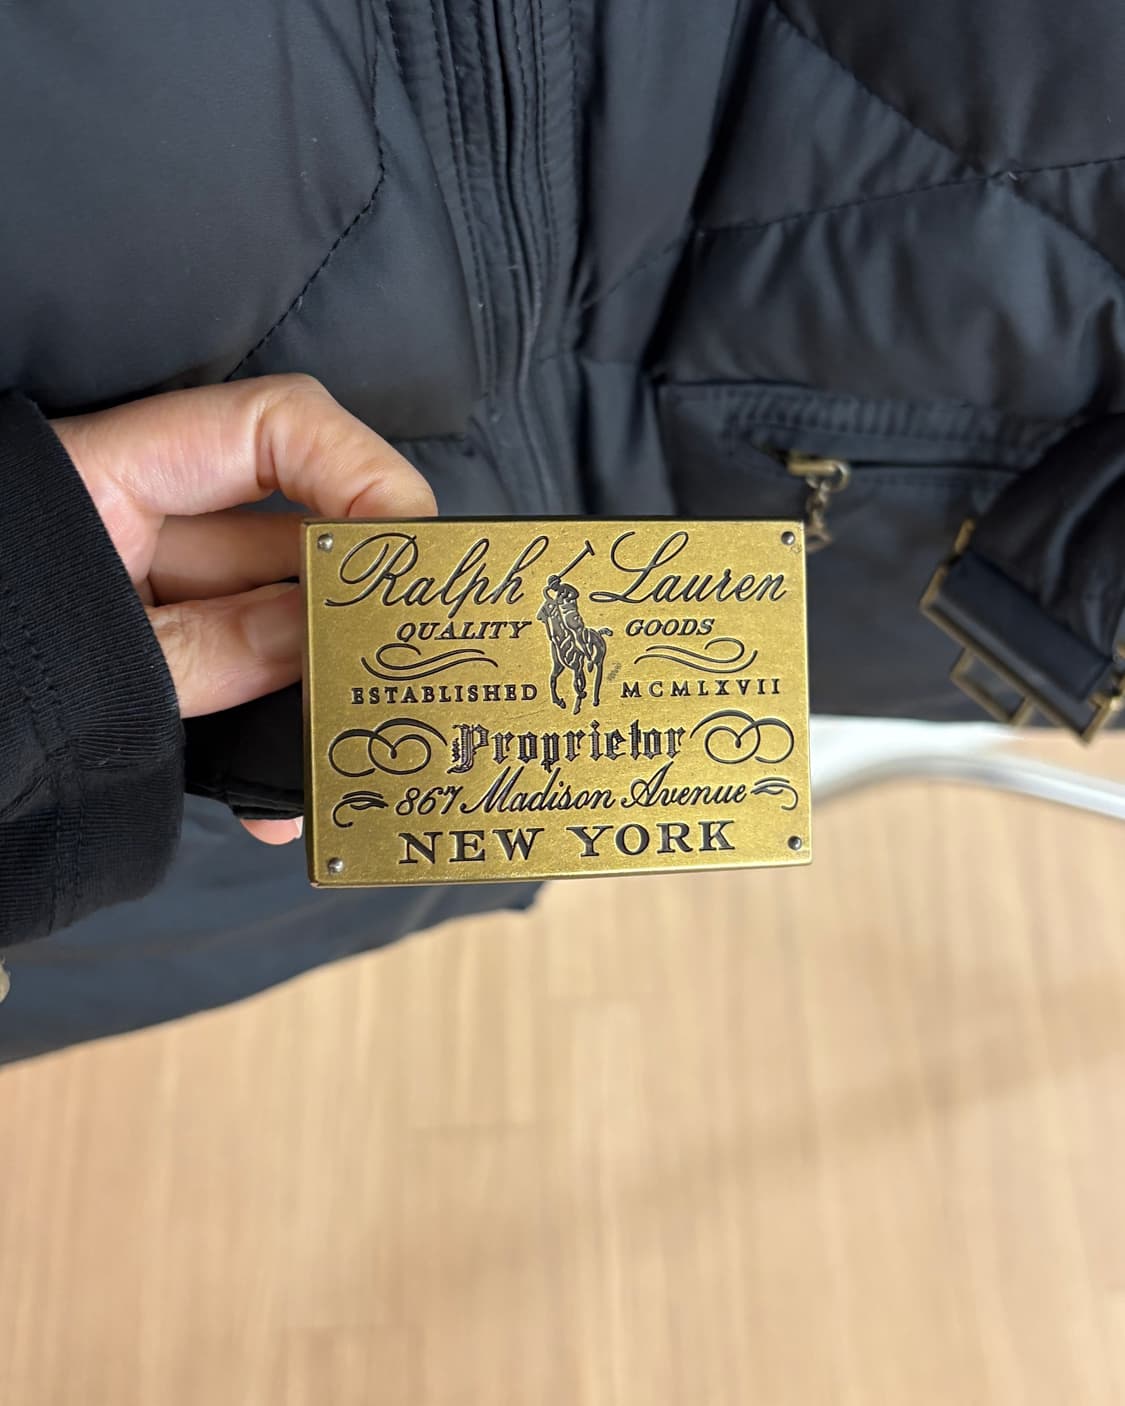 Ralph Lauren
QUALITY GOODS
ESTABLISHED MCMLXVII
Proprietor
867 Madison Avenue
NEW YORK